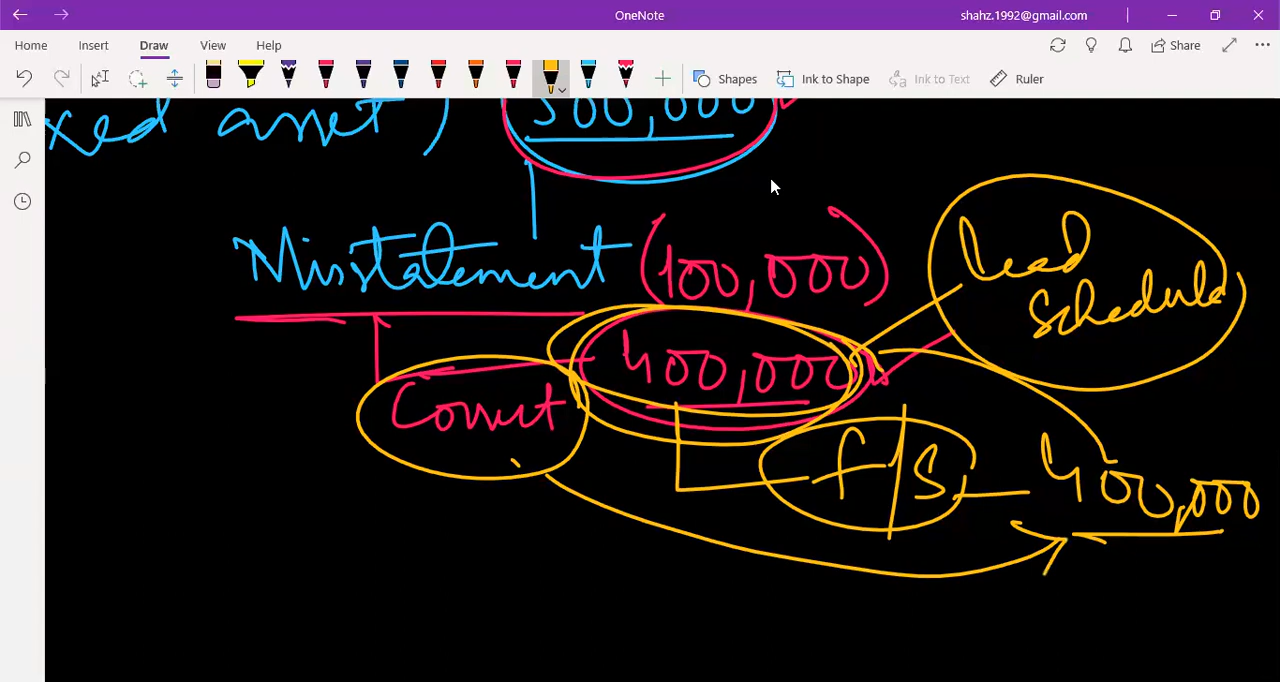 OneNote
shahz.1992@gmail.com
Home Insert Draw View Help
Share
Shapes Ink to Shape Ink to Text Ruler
xed asset) 500,000
Misstatement (100,000)
Lead Schedule
400,000
Correct
F/S 400,000